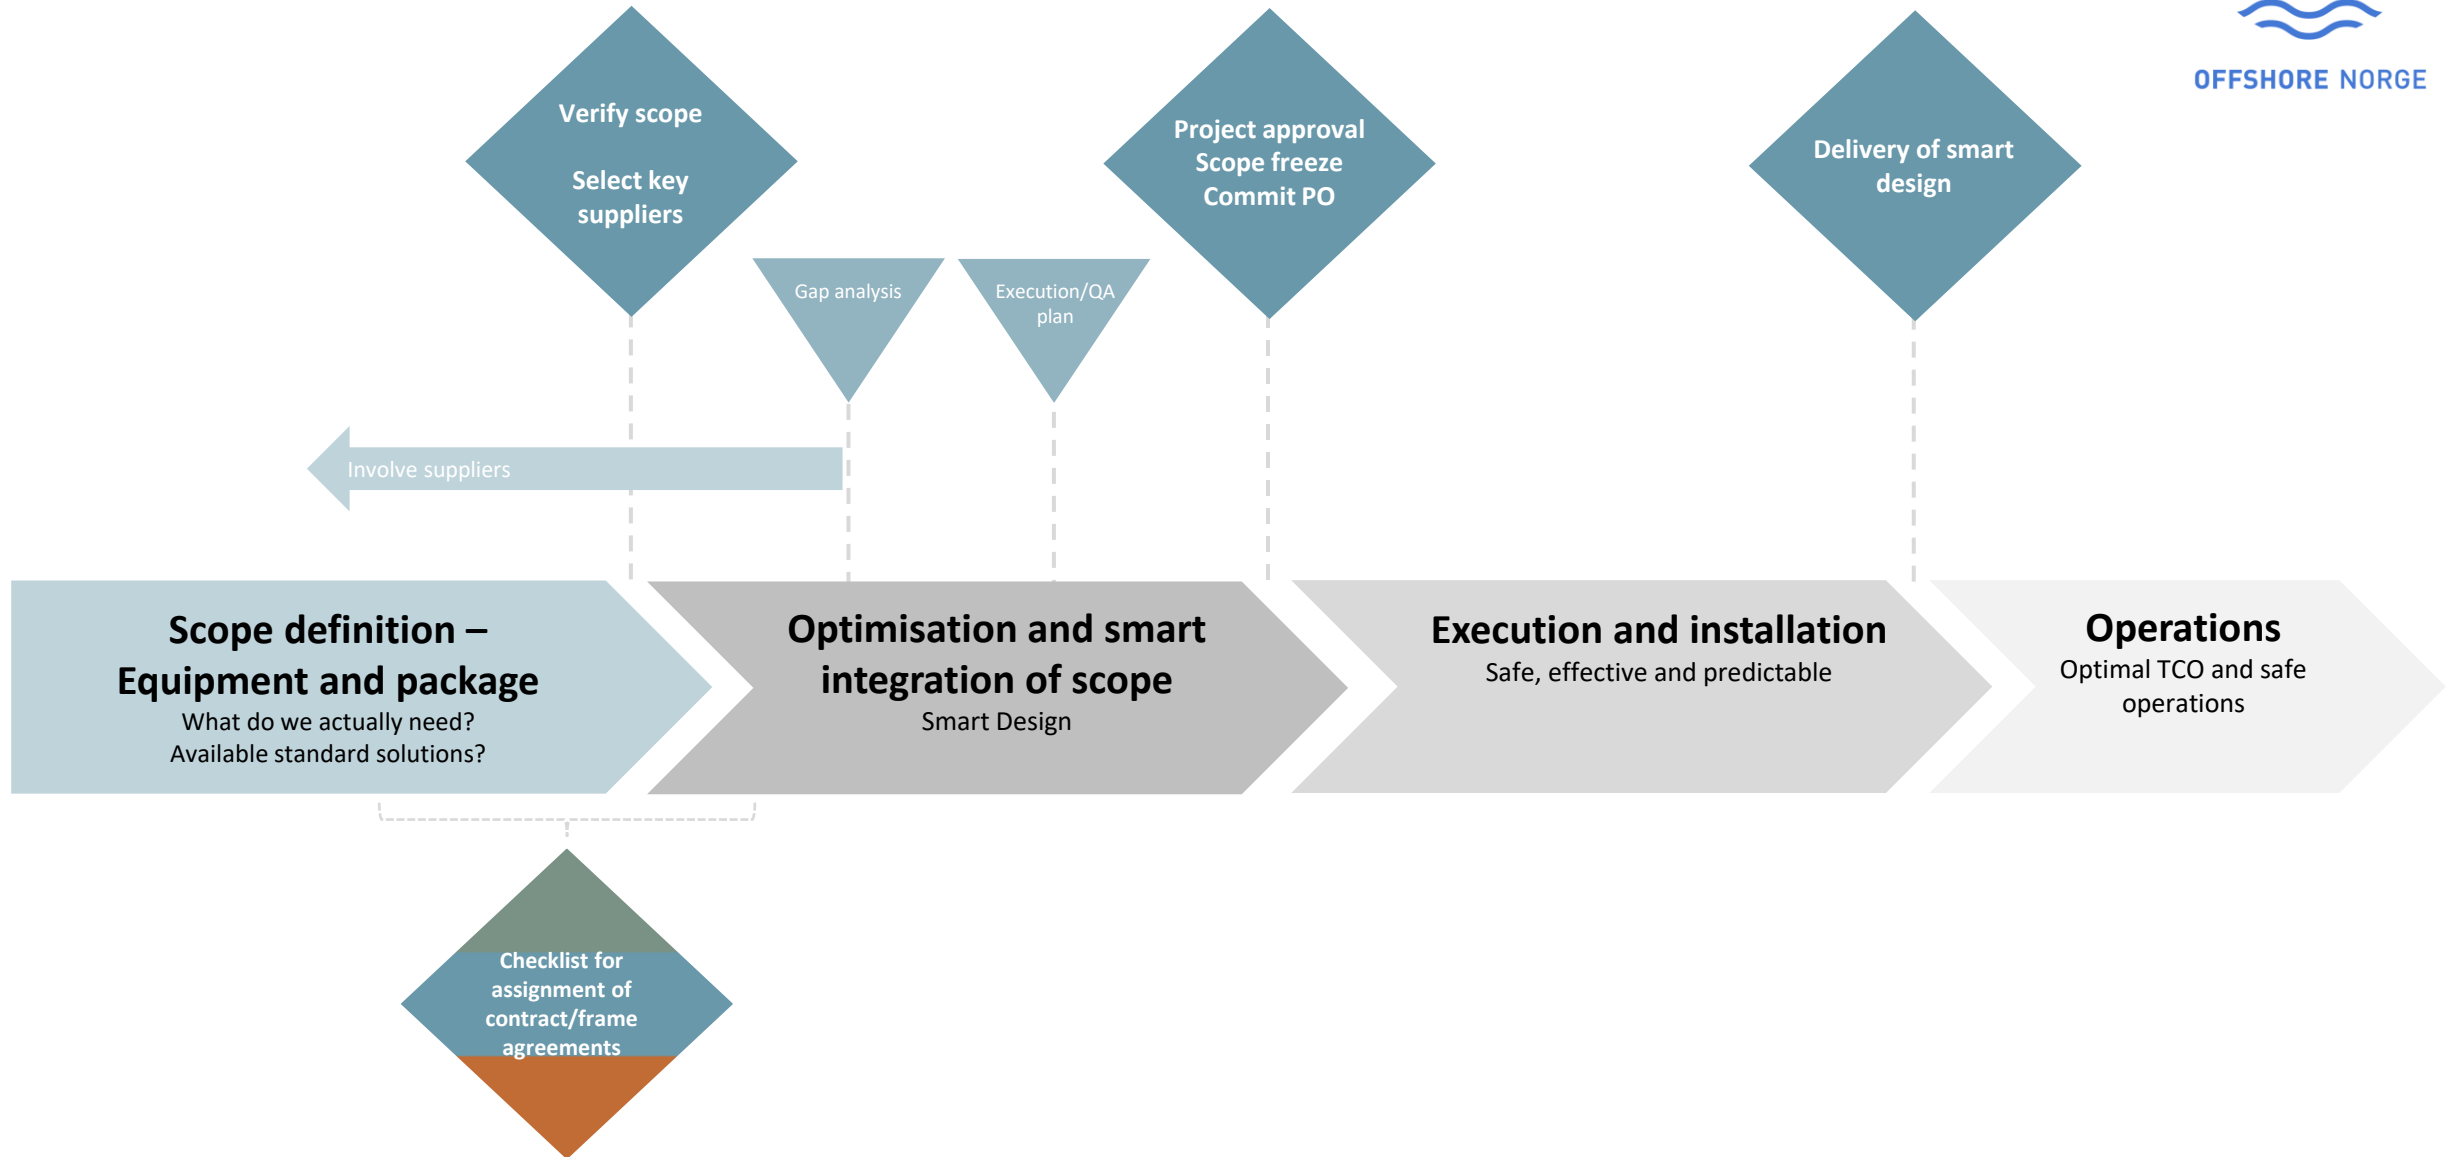 OFFSHORE NORGE
Verify scope
Select key
suppliers
Project approval
Scope freeze
Commit PO
Delivery of smart
design
Gap analysis
Execution/QA
plan
Involve suppliers
Scope definition –
Equipment and package
What do we actually need?
Available standard solutions?
Optimisation and smart
integration of scope
Smart Design
Execution and installation
Safe, effective and predictable
Operations
Optimal TCO and safe
operations
Checklist for
assignment of
contract/frame
agreements